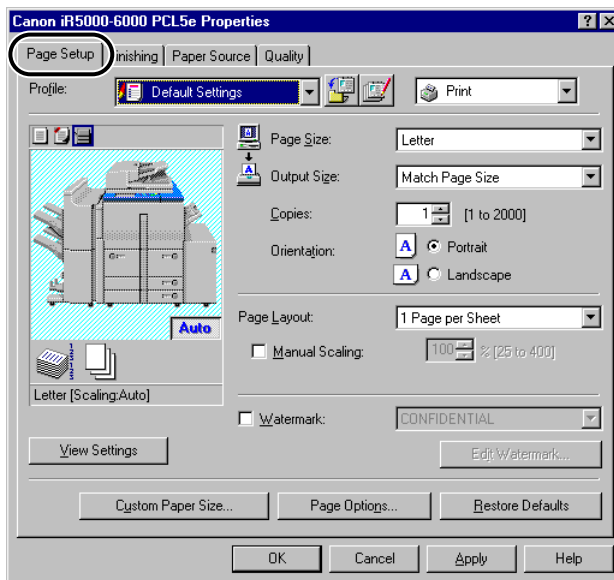 Canon iR5000-6000 PCL5e Properties
Page Setup inishing Paper Source Quality
Profile: Default Settings Print
Page Size: Letter
Output Size: Match Page Size
Copies: 1 [1 to 2000]
Orientation: A Portrait
A Landscape
Auto
Page Layout: 1 Page per Sheet
Manual Scaling: 100 % [25 to 400]
Letter [Scaling:Auto]
Watermark: CONFIDENTIAL
View Settings Edit Watermark...
Custom Paper Size... Page Options... Restore Defaults
OK Cancel Apply Help